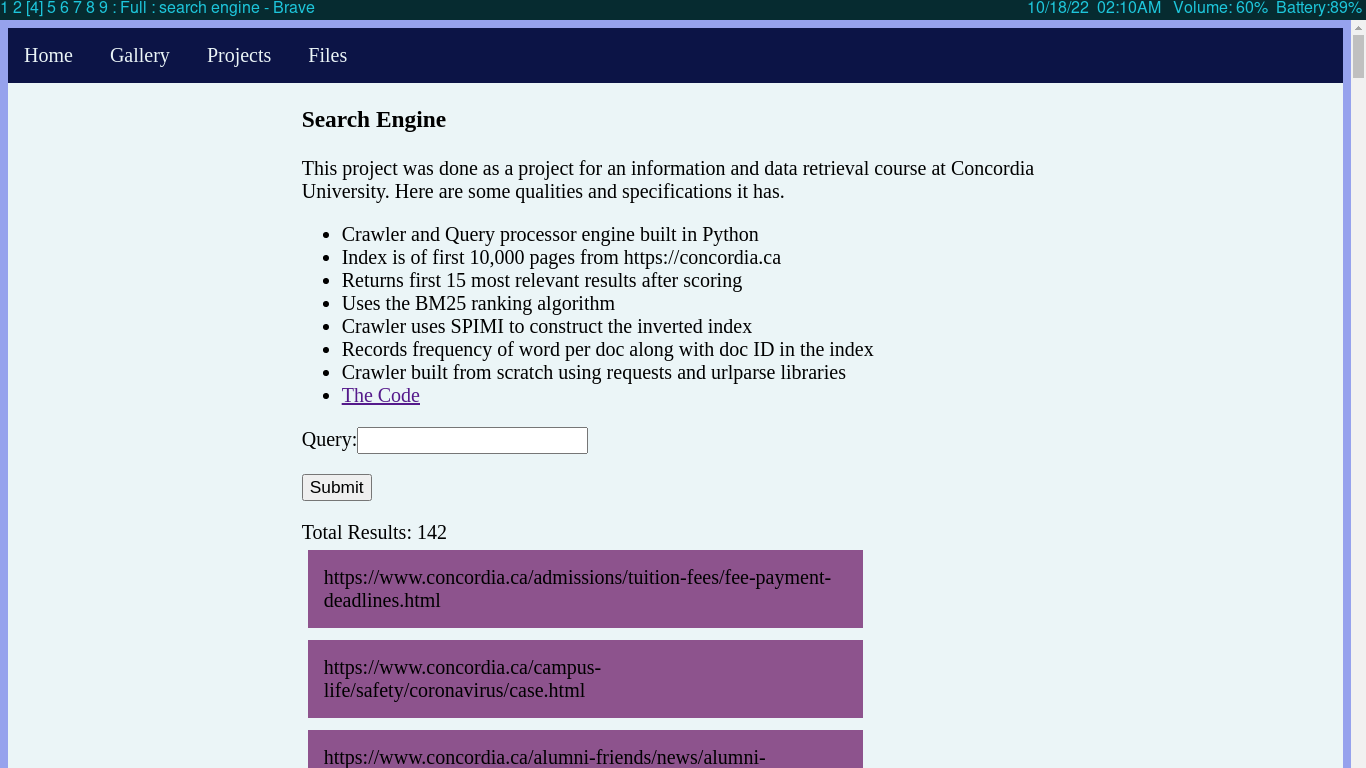 1 2 [4] 5 6 7 8 9 : Full : search engine - Brave 10/18/22 02:10AM Volume: 60% Battery:89%
Home Gallery Projects Files
Search Engine
This project was done as a project for an information and data retrieval course at Concordia
University. Here are some qualities and specifications it has.
• Crawler and Query processor engine built in Python
• Index is of first 10,000 pages from https://concordia.ca
• Returns first 15 most relevant results after scoring
• Uses the BM25 ranking algorithm
• Crawler uses SPIMI to construct the inverted index
• Records frequency of word per doc along with doc ID in the index
• Crawler built from scratch using requests and urlparse libraries
• The Code
Query:
Submit
Total Results: 142
https://www.concordia.ca/admissions/tuition-fees/fee-payment-
deadlines.html
https://www.concordia.ca/campus-
life/safety/coronavirus/case.html
https://www.concordia.ca/alumni-friends/news/alumni-